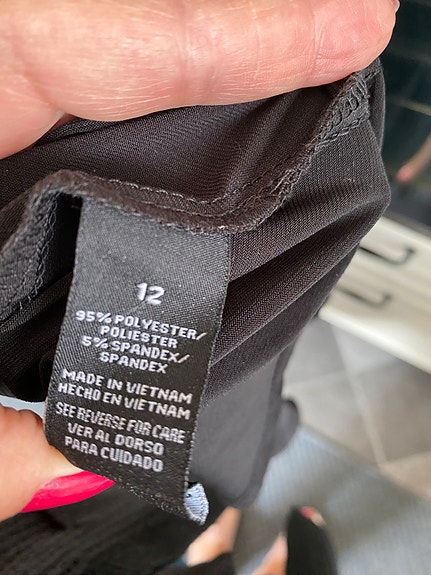 12
95% POLYESTER/
POLIÉSTER
5% SPANDEX/
SPANDEX
MADE IN VIETNAM
HECHO EN VIETNAM
SEE REVERSE FOR CARE
VER AL DORSO
PARA CUIDADO